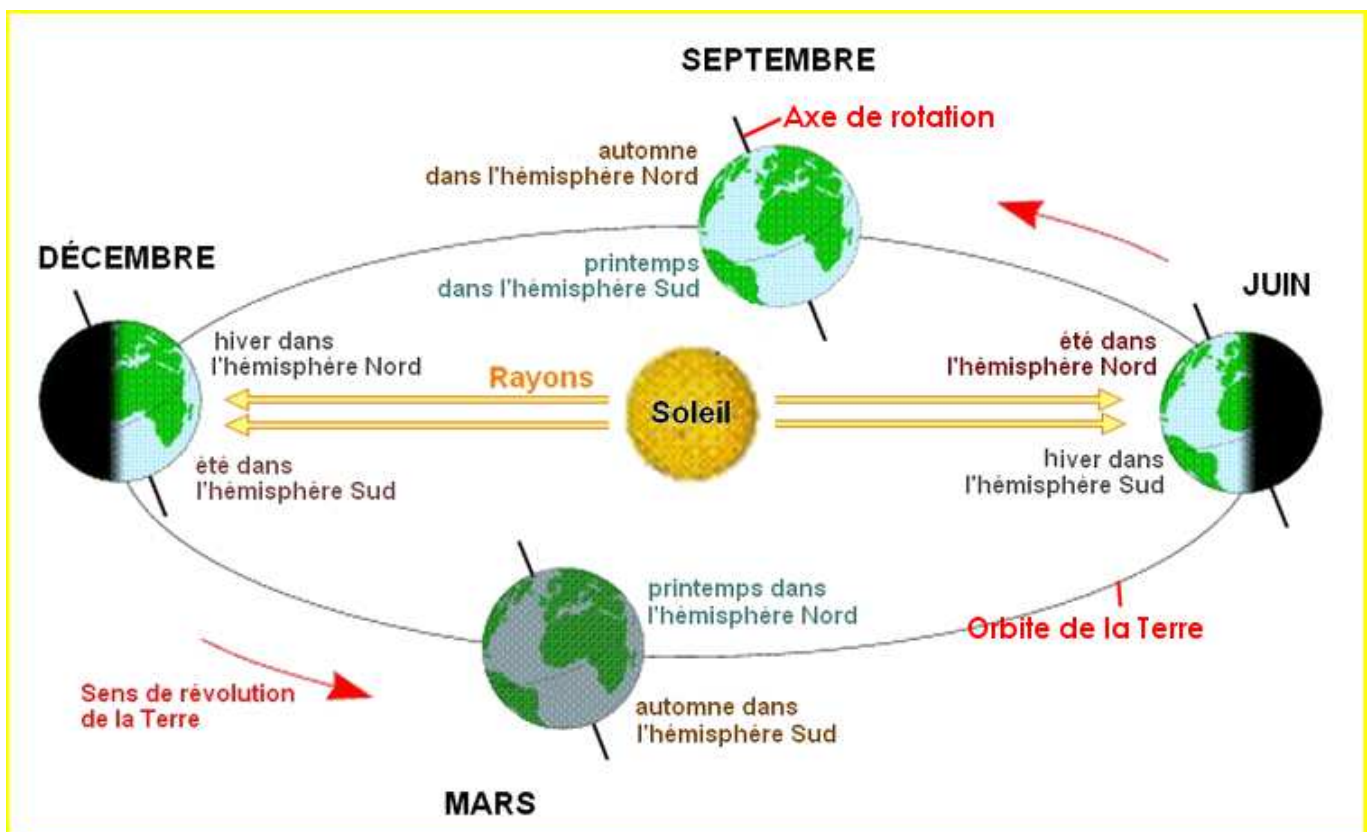 SEPTEMBRE
Axe de rotation
automne
dans l'hémisphère Nord
printemps
dans l'hémisphère Sud
DÉCEMBRE
JUIN
hiver dans
l'hémisphère Nord
Rayons
Soleil
été dans
l'hémisphère Nord
été dans
l'hémisphère Sud
hiver dans
l'hémisphère Sud
printemps dans
l'hémisphère Nord
Orbite de la Terre
Sens de révolution
de la Terre
automne dans
l'hémisphère Sud
MARS